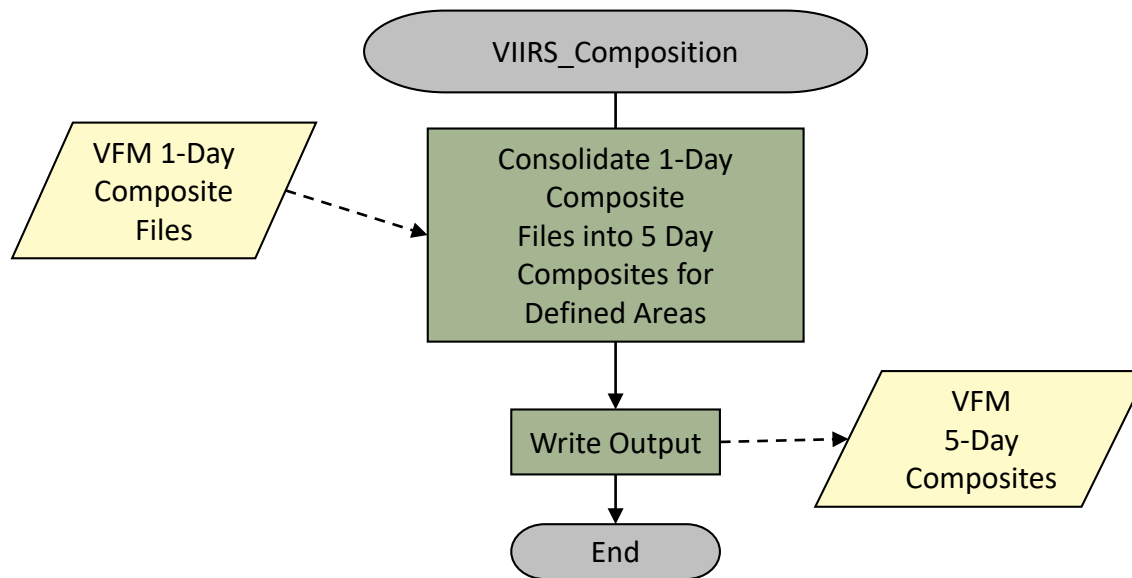 VIIRS_Composition
VFM 1-Day
Composite
Files
Consolidate 1-Day
Composite
Files into 5 Day
Composites for
Defined Areas
Write Output
VFM
5-Day
Composites
End